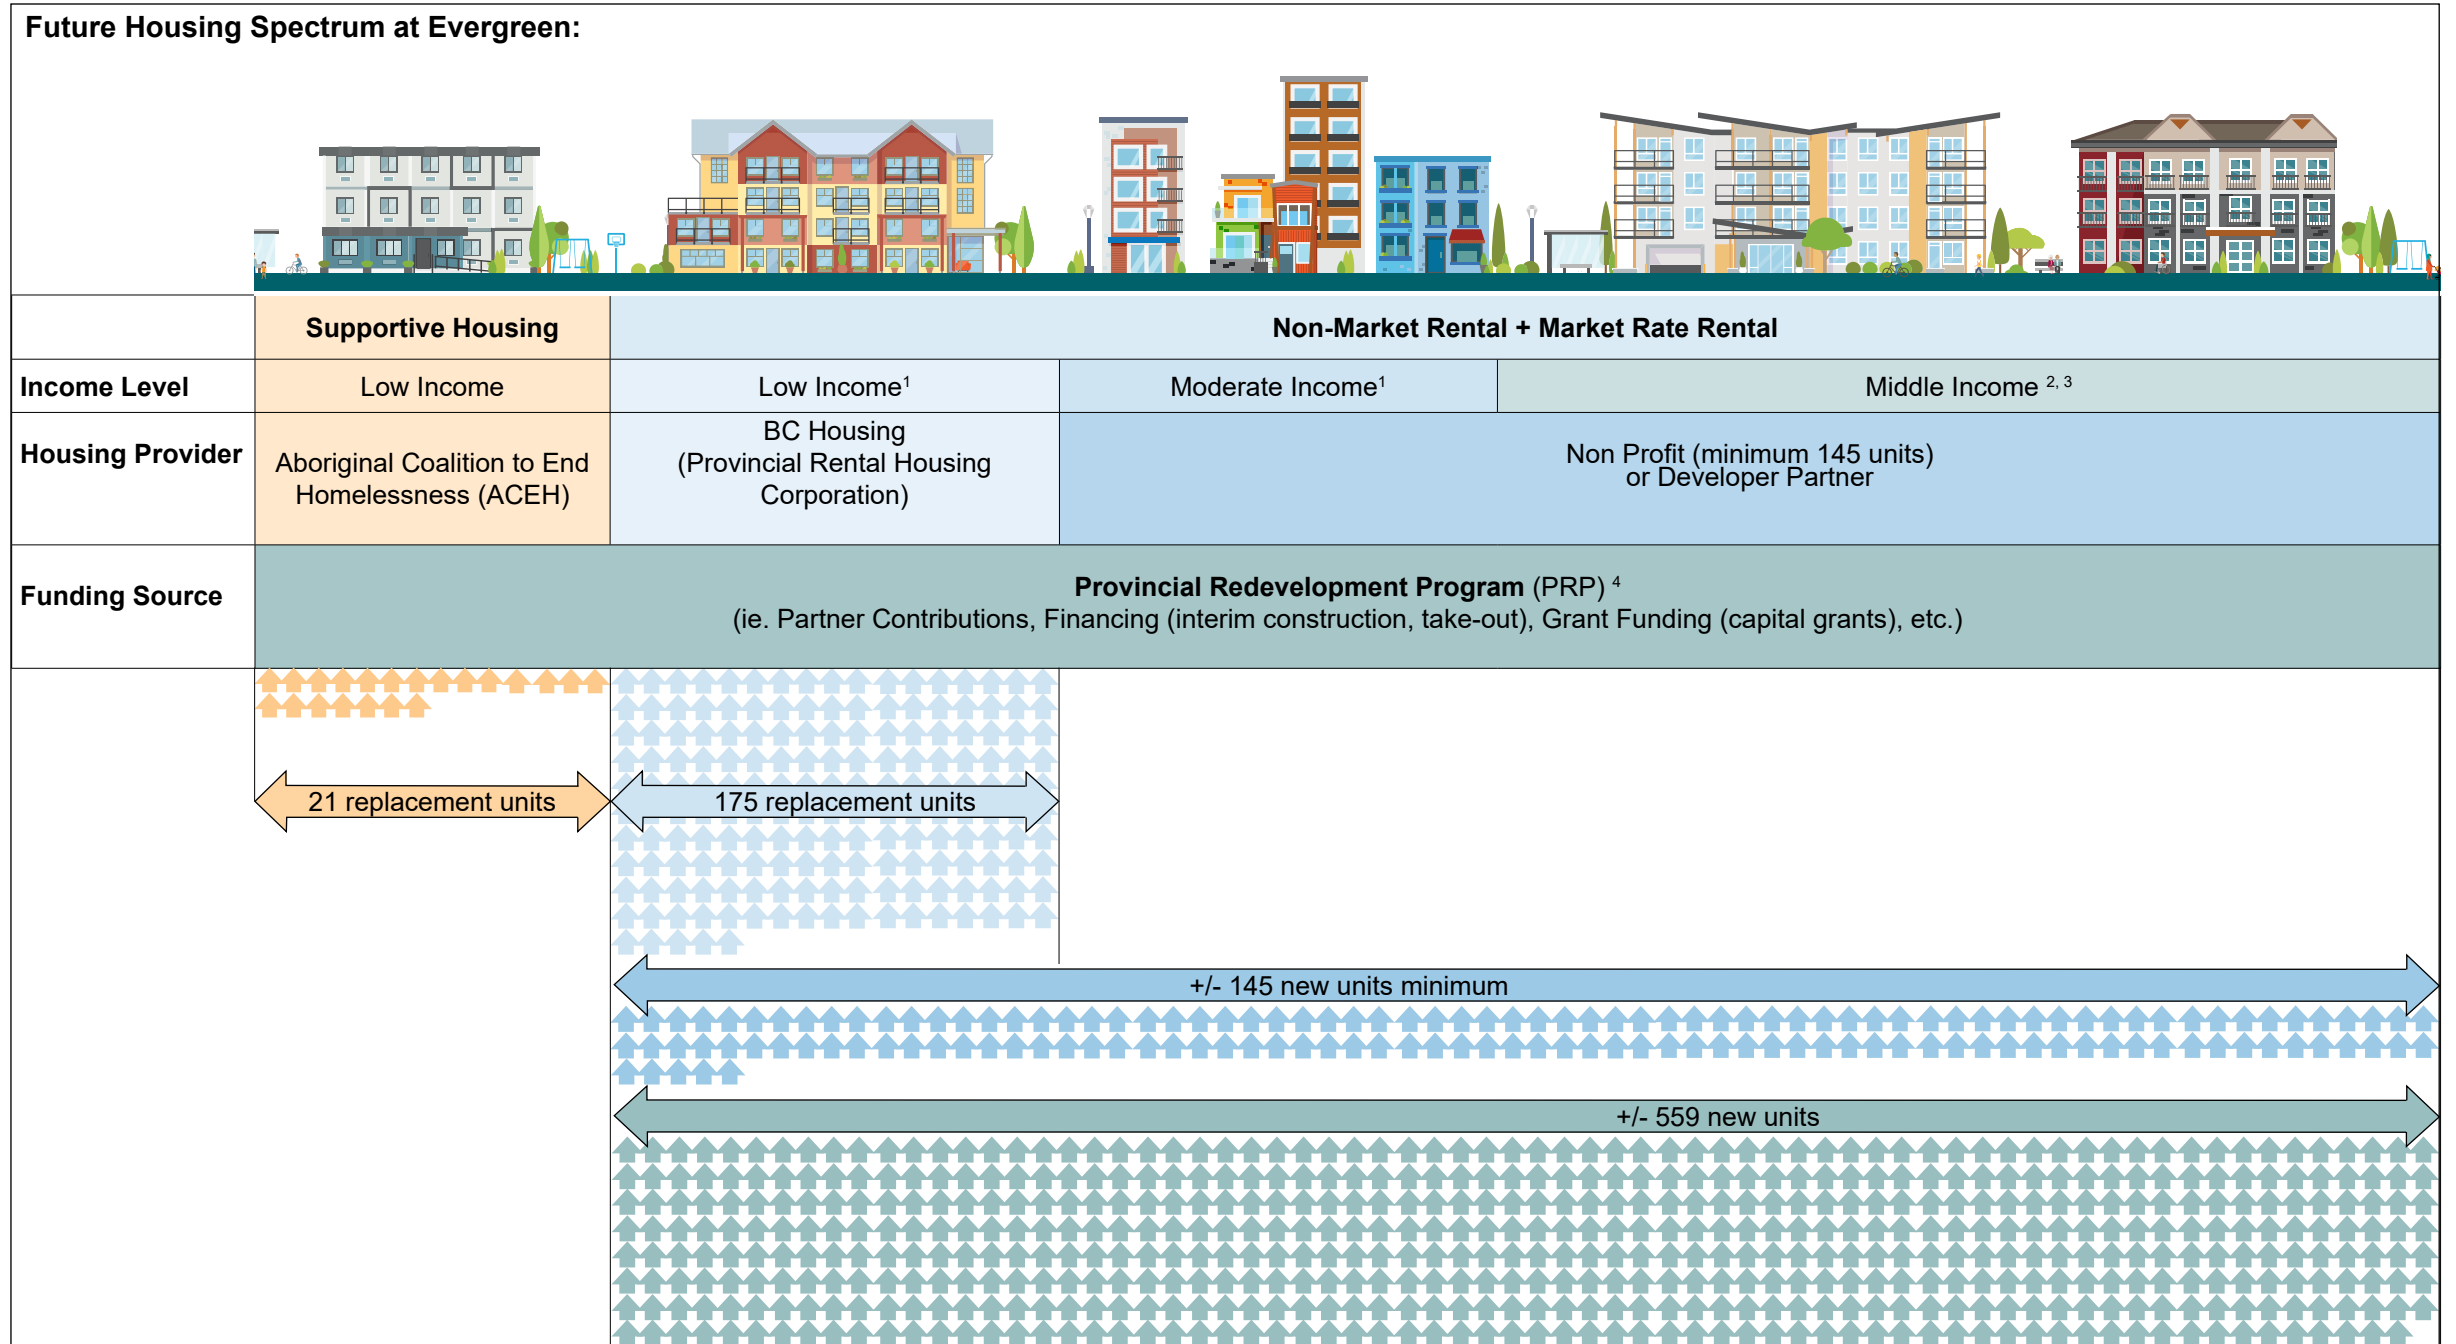 Future Housing Spectrum at Evergreen:
Supportive Housing
Non-Market Rental + Market Rate Rental
Income Level
Low Income
Low Income¹
Moderate Income¹
Middle Income ²,³
Housing Provider
Aboriginal Coalition to End
Homelessness (ACEH)
BC Housing
(Provincial Rental Housing
Corporation)
Non Profit (minimum 145 units)
or Developer Partner
Funding Source
Provincial Redevelopment Program (PRP) ⁴
(ie. Partner Contributions, Financing (interim construction, take-out), Grant Funding (capital grants), etc.)
21 replacement units
175 replacement units
+/- 145 new units minimum
+/- 559 new units